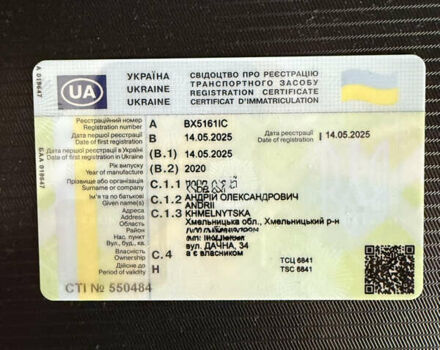 УКРАЇНА СВІДОЦТВО ПРО РЕЄСТРАЦІЮ
ТРАНСПОРТНОГО ЗАСОБУ
UKRAINE REGISTRATION CERTIFICATE
UKRAINE CERTIFICAT D'IMMATRICULATION
UA
Реєстраційний номер
Registration number A BX5161IC
Дата першої реєстрації
Date of first registration B 14.05.2025 I 14.05.2025
Дата першої реєстрації в Україні
Date of first registration in Ukraine (B.1) 14.05.2025
Рік випуску
Year of manufacture (B.2) 2020
Прізвище або організація
Surname or company C.1.1
Ім'я та по батькові
Given name(s) C.1.2 АНДРІЙ ОЛЕКСАНДРОВИЧ
ANDRII
Адреса
Address C.1.3 KHMELNYTSKA
Область Хмельницька обл., Хмельницький р-н
Район
Нас. пункт
Вул., буд., кв. вул. ДАЧНА, 34
Власність
Ownership C.4 а є власником
Дійсне до
Period of validity H
ТСЦ 6841
TSC 6841
СТІ № 550484